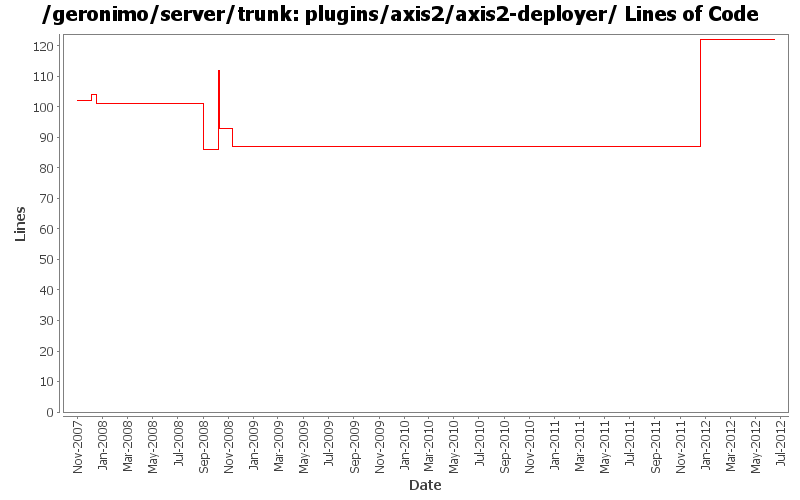 /geronimo/server/trunk: plugins/axis2/axis2-deployer/ Lines of Code
120
110
100
90
80
70
60
50
40
30
20
10
0
Lines
Nov-2007
Jan-2008
Mar-2008
May-2008
Jul-2008
Sep-2008
Nov-2008
Jan-2009
Mar-2009
May-2009
Jul-2009
Sep-2009
Nov-2009
Jan-2010
Mar-2010
May-2010
Jul-2010
Sep-2010
Nov-2010
Jan-2011
Mar-2011
May-2011
Jul-2011
Sep-2011
Nov-2011
Jan-2012
Mar-2012
May-2012
Jul-2012
Date